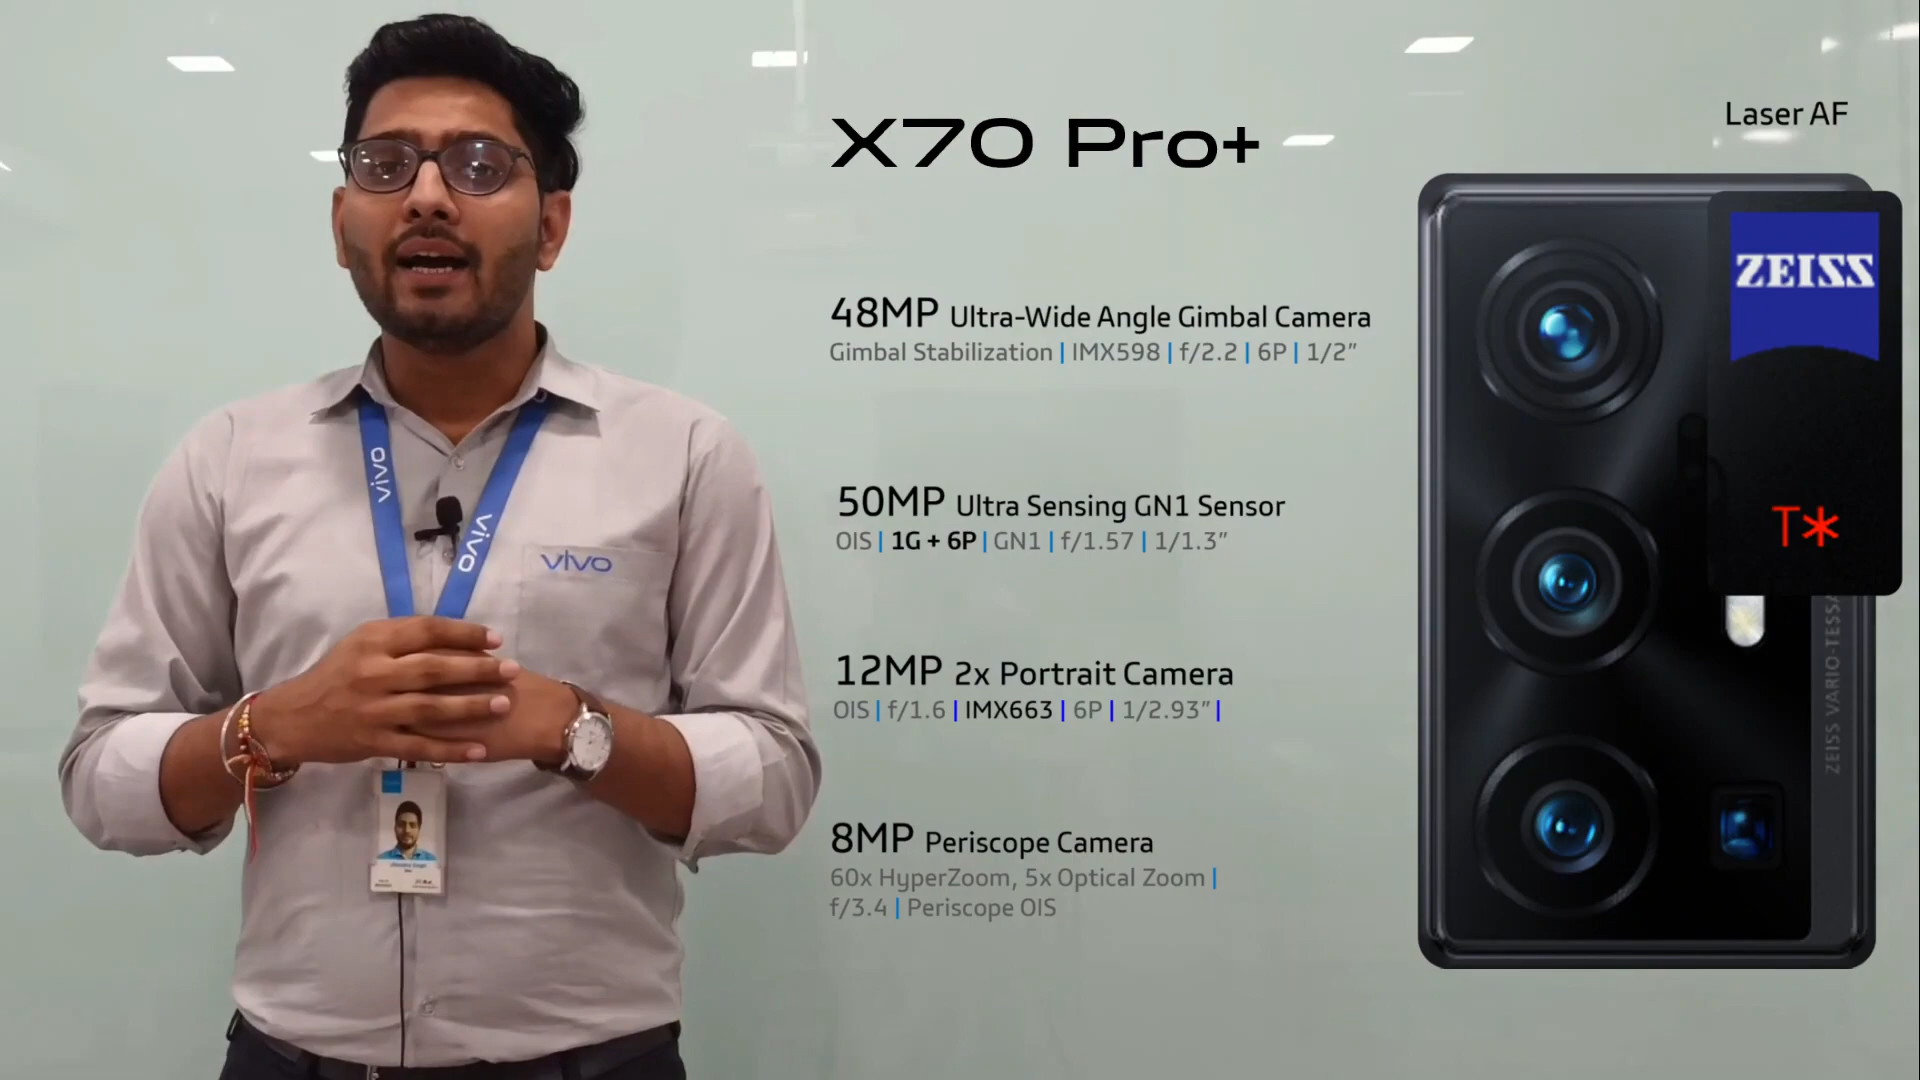 X70 Pro+
Laser AF
48MP Ultra-Wide Angle Gimbal Camera
Gimbal Stabilization | IMX598 | f/2.2 | 6P | 1/2”
50MP Ultra Sensing GN1 Sensor
OIS | 1G + 6P | GN1 | f/1.57 | 1/1.3”
12MP 2x Portrait Camera
OIS | f/1.6 | IMX663 | 6P | 1/2.93” |
8MP Periscope Camera
60x HyperZoom, 5x Optical Zoom |
f/3.4 | Periscope OIS
ZEISS
T*
ZEISS VARIO-TESSA
vivo
vivo
vivo